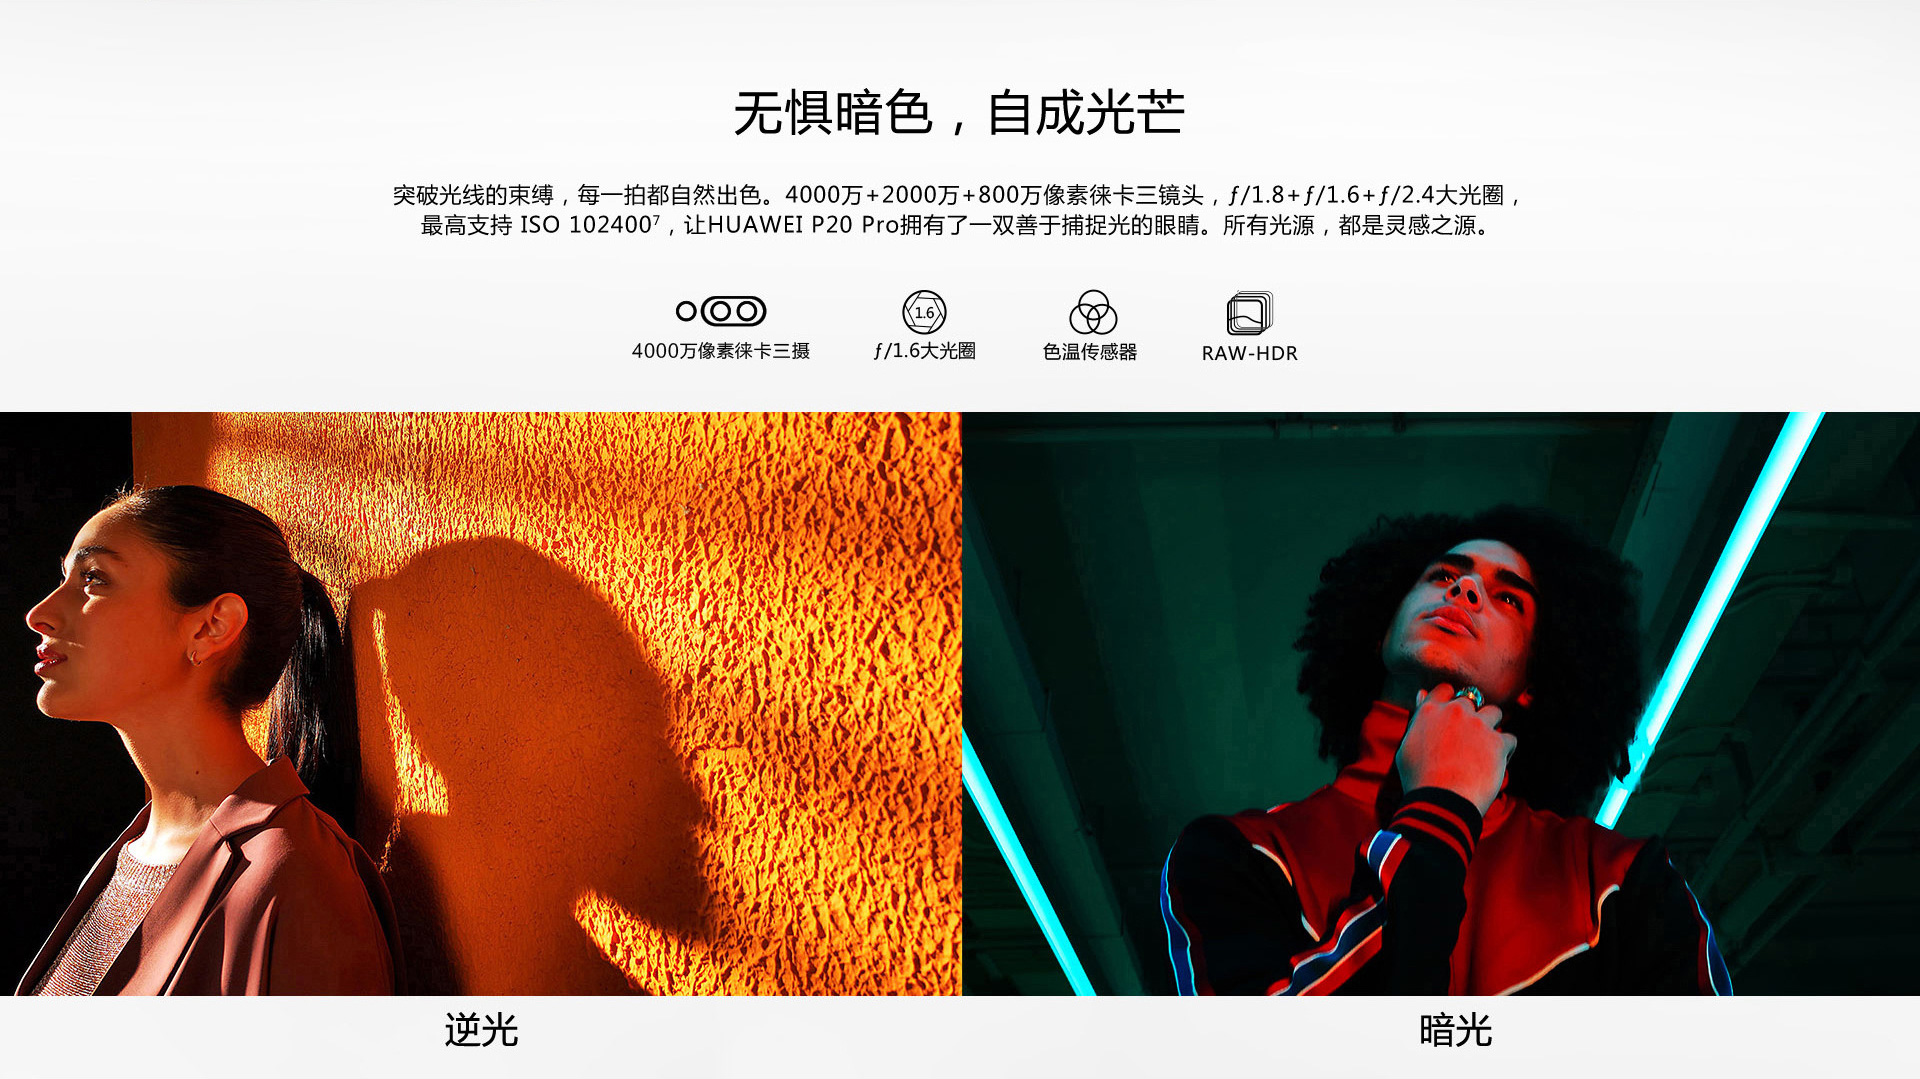 无惧暗色，自成光芒
突破光线的束缚，每一拍都自然出色。4000万+2000万+800万像素徕卡三镜头，ƒ/1.8+ƒ/1.6+ƒ/2.4大光圈，
最高支持 ISO 102400⁷，让HUAWEI P20 Pro拥有了一双善于捕捉光的眼睛。所有光源，都是灵感之源。
1.6
4000万像素徕卡三摄
ƒ/1.6大光圈
色温传感器
RAW-HDR
逆光
暗光